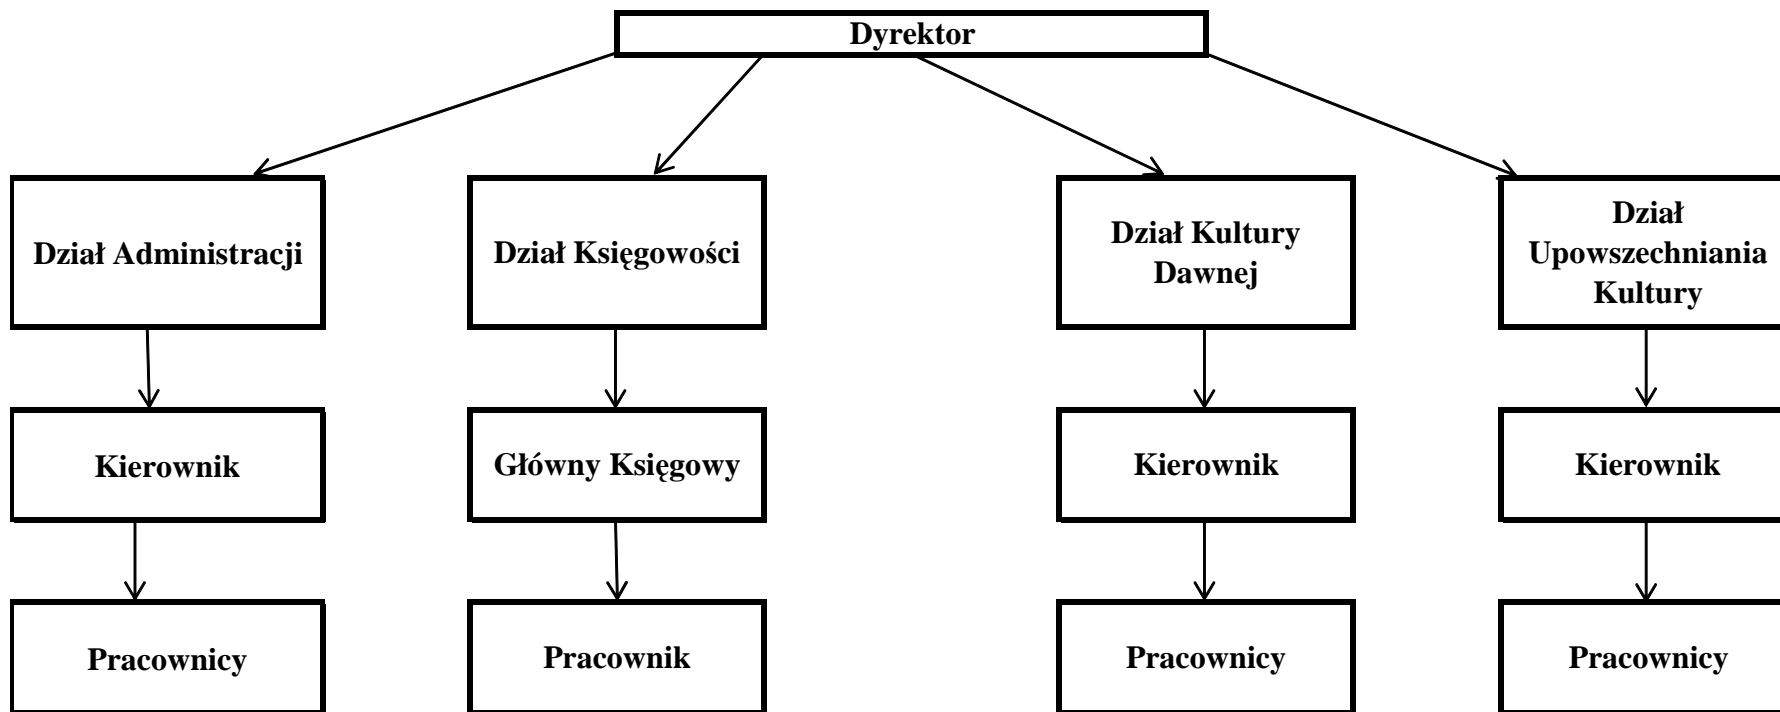 Dyrektor
Dział Administracji
Dział Księgowości
Dział Kultury
Dawnej
Dział
Upowszechniania
Kultury
Kierownik
Główny Księgowy
Kierownik
Kierownik
Pracownicy
Pracownik
Pracownicy
Pracownicy